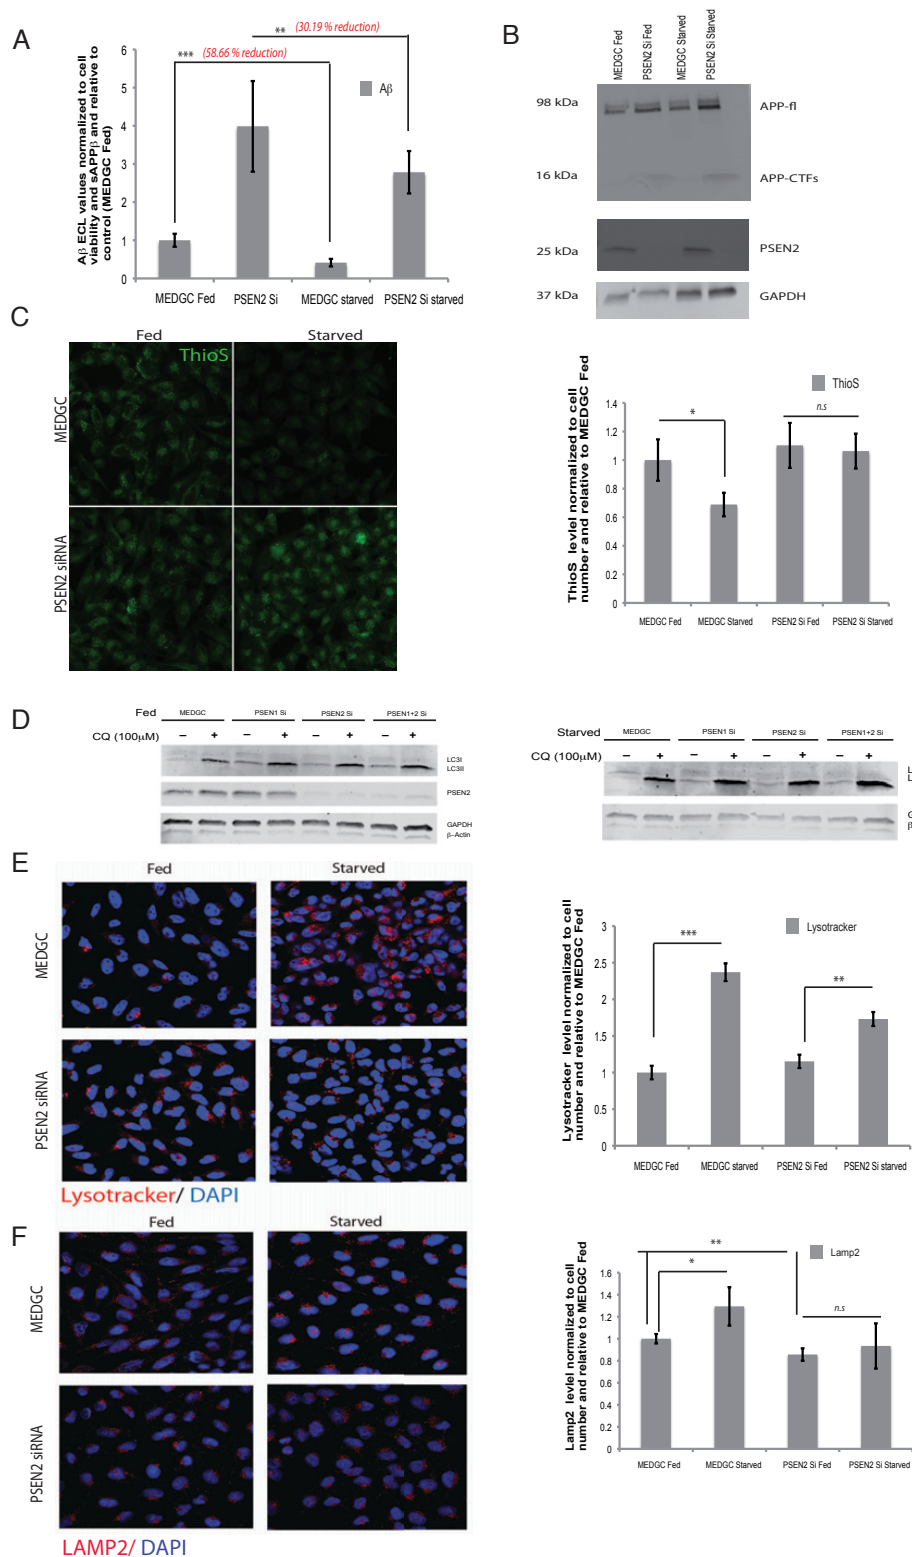 A
(30.19 % reduction)
**
(58.66 % reduction)
***
Aβ
Aβ ECL values normalized to cell
viability and sAPPβ and relative to
control (MEDGC Fed)
6
5
4
3
2
1
0
MEDGC Fed
PSEN2 Si
MEDGC starved
PSEN2 Si starved
B
MEDGC Fed
PSEN2 Si Fed
MEDGC Starved
PSEN2 Si Starved
98 kDa
APP-fl
16 kDa
APP-CTFs
25 kDa
PSEN2
37 kDa
GAPDH
C
Fed
Starved
ThioS
MEDGC
PSEN2 siRNA
ThioS
ThioS levlel normalized to cell
number and relative to MEDGC Fed
1.4
1.2
1
0.8
0.6
0.4
0.2
0
*
n.s
MEDGC Fed
MEDGC Starved
PSEN2 Si Fed
PSEN2 Si Starved
D
Fed
MEDGC
PSEN1 Si
PSEN2 Si
PSEN1+2 Si
CQ (100μM)
– + – + – + – +
LC3I
LC3II
PSEN2
GAPDH
β-Actin
Starved
MEDGC
PSEN1 Si
PSEN2 Si
PSEN1+2 Si
CQ (100μM)
– + – + – + – +
L
L
G
β
E
Fed
Starved
MEDGC
PSEN2 siRNA
Lysotracker/ DAPI
Lysotracker
Lysotracker levlel normalized to cell
number and relative to MEDGC Fed
3
2.5
2
1.5
1
0.5
0
***
**
MEDGC Fed
MEDGC starved
PSEN2 Si Fed
PSEN2 Si starved
F
Fed
Starved
MEDGC
PSEN2 siRNA
LAMP2/ DAPI
Lamp2
Lamp2 levlel normalized to cell
number and relative to MEDGC Fed
1.6
1.4
1.2
1
0.8
0.6
0.4
0.2
0
**
*
n.s
MEDGC Fed
MEDGC Starved
PSEN2 Si Fed
PSEN2 Si Starved